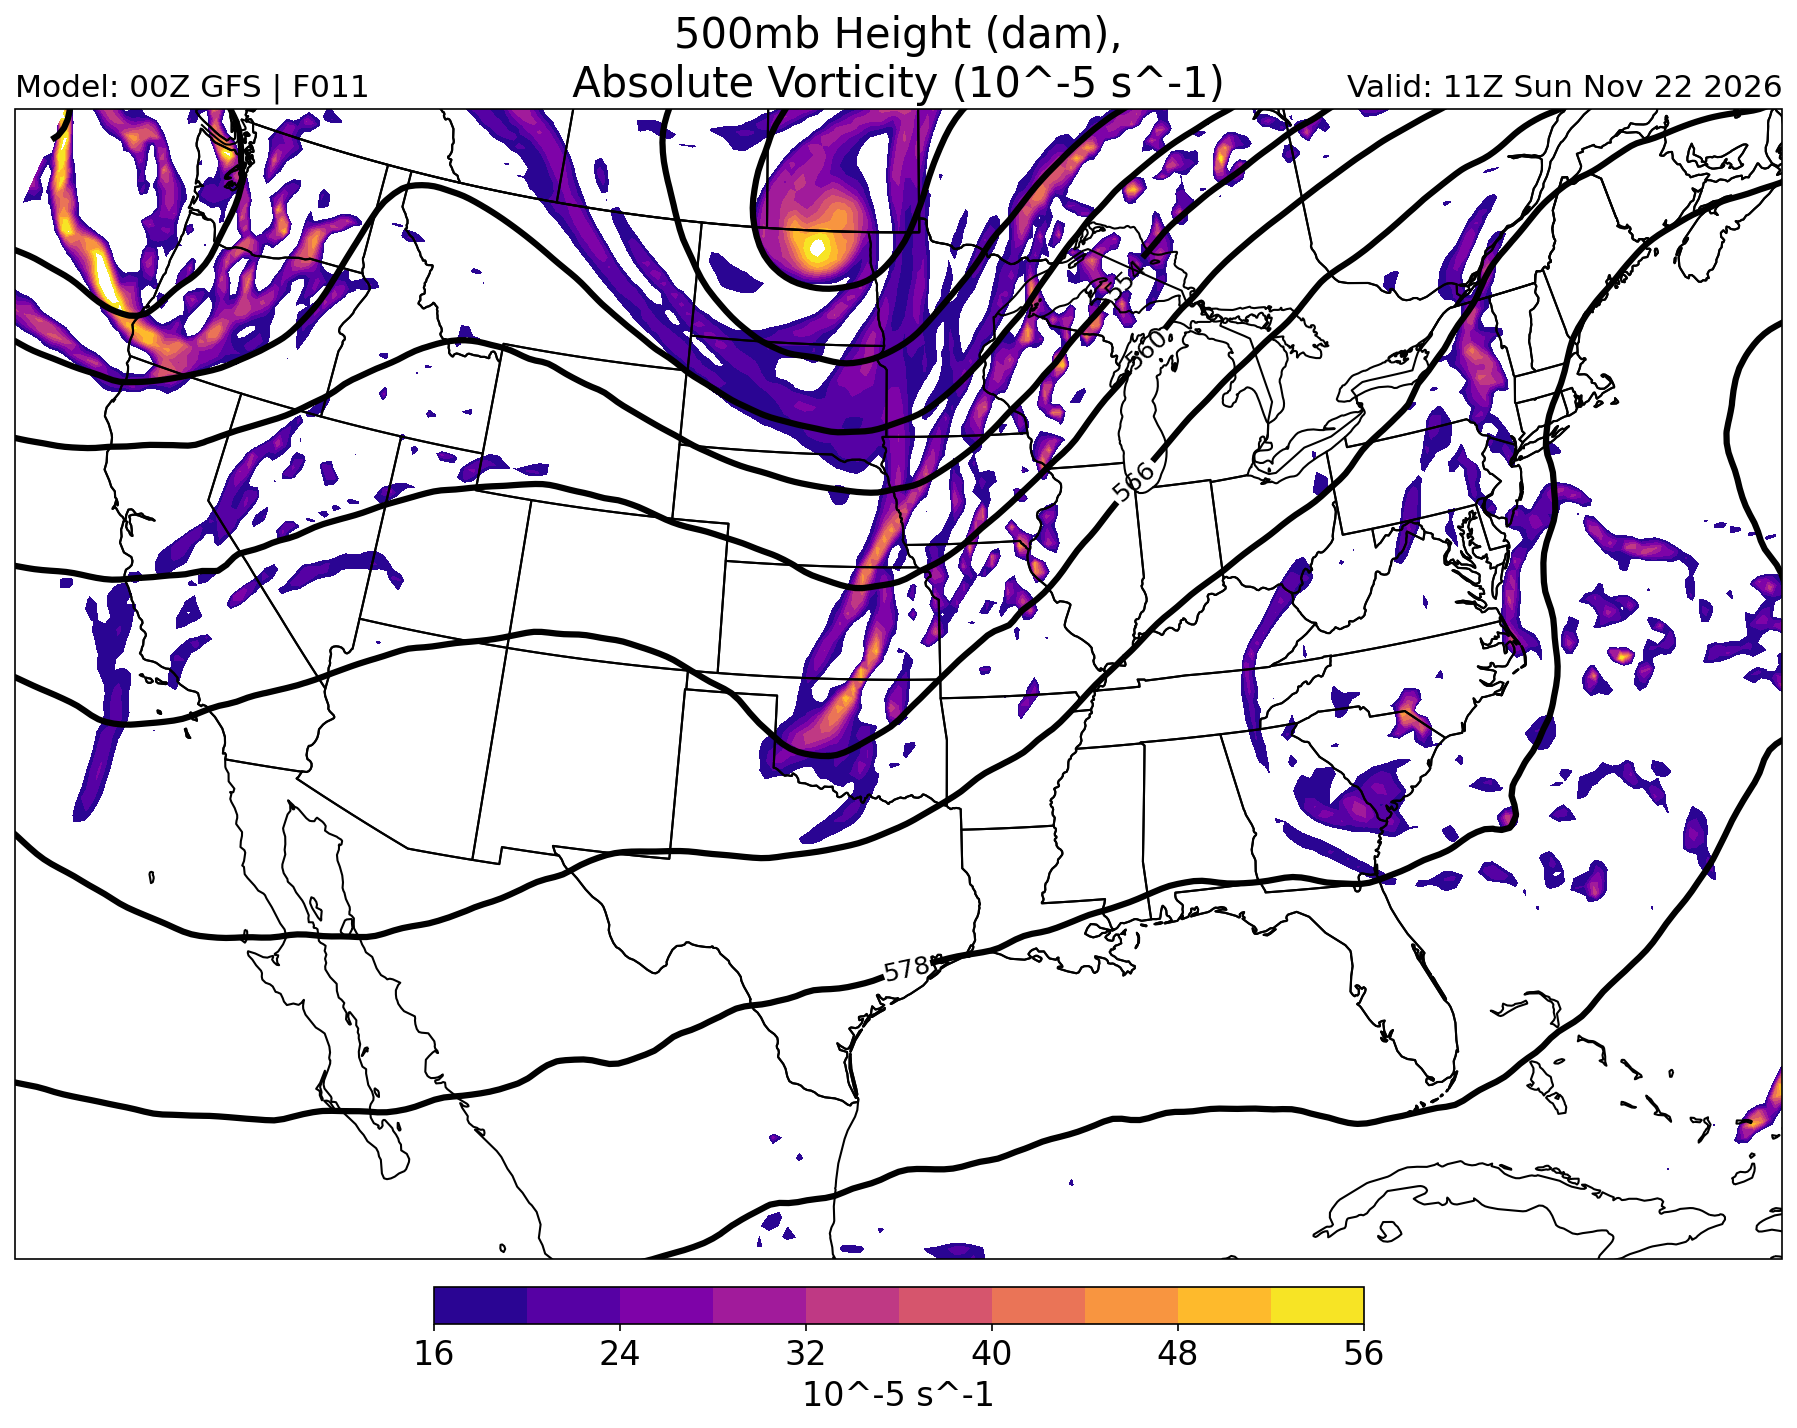 500mb Height (dam),
Model: 00Z GFS | F011
Absolute Vorticity (10^-5 s^-1)
Valid: 11Z Sun Nov 22 2026
554
560
566
578
16 24 32 40 48 56
10^-5 s^-1